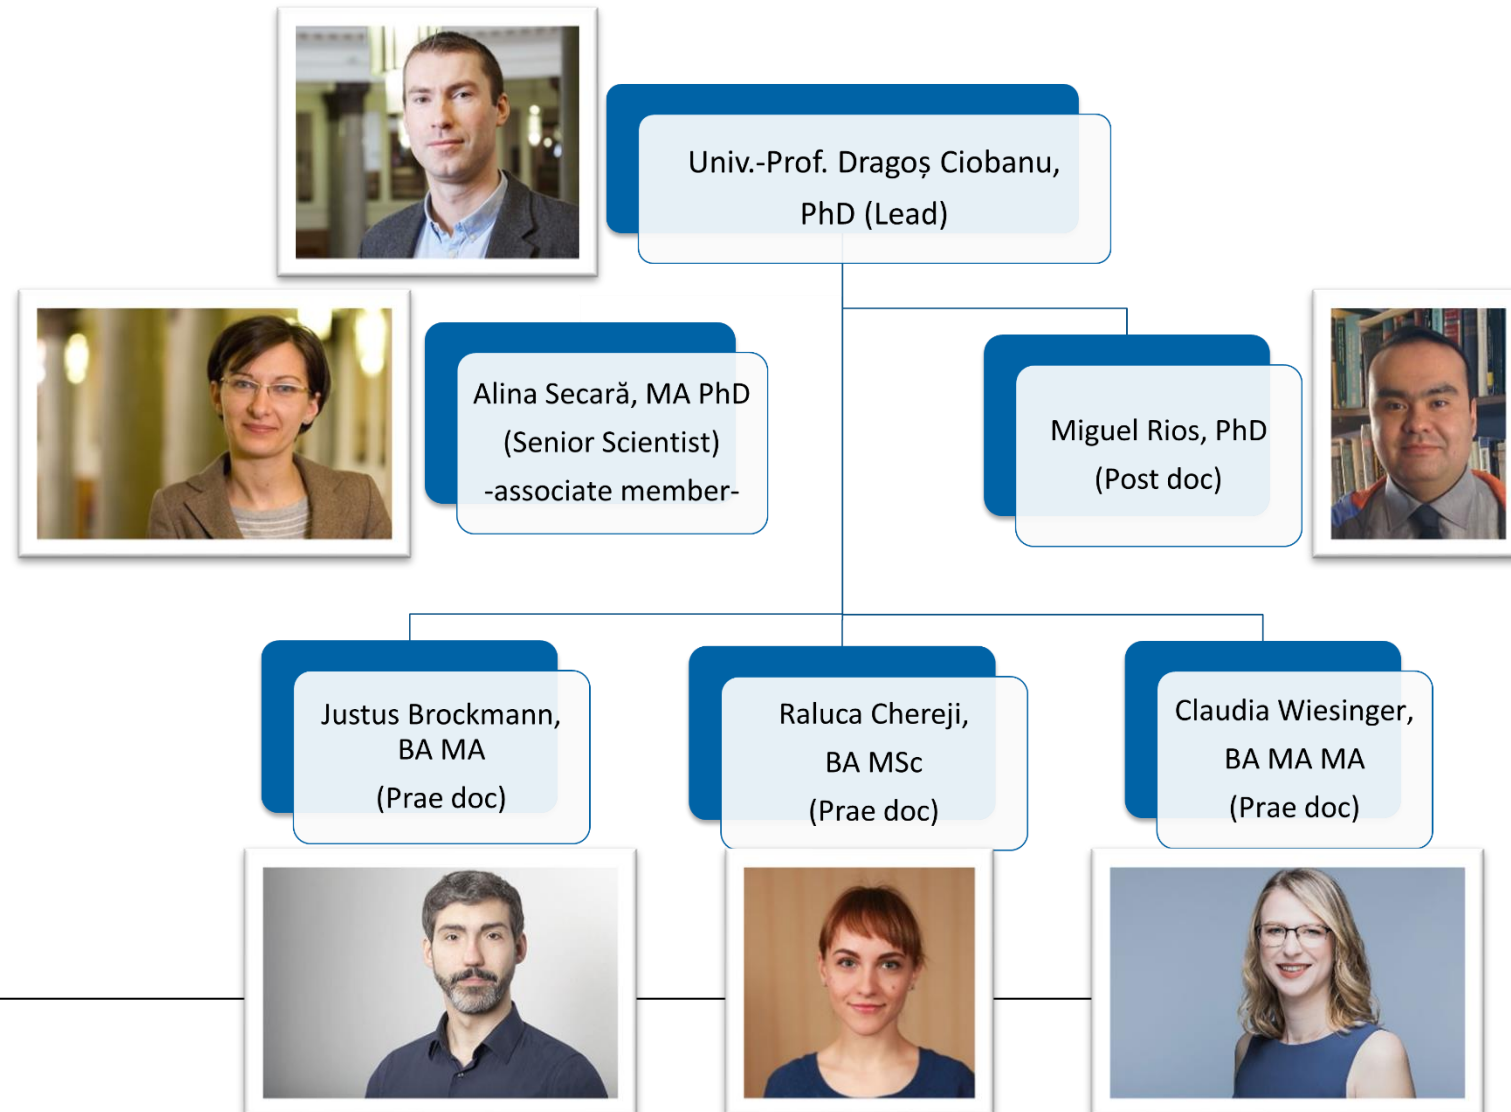 Univ.-Prof. Dragoș Ciobanu,
PhD (Lead)
Alina Secară, MA PhD
(Senior Scientist)
-associate member-
Miguel Rios, PhD
(Post doc)
Justus Brockmann,
BA MA
(Prae doc)
Raluca Chereji,
BA MSc
(Prae doc)
Claudia Wiesinger,
BA MA MA
(Prae doc)